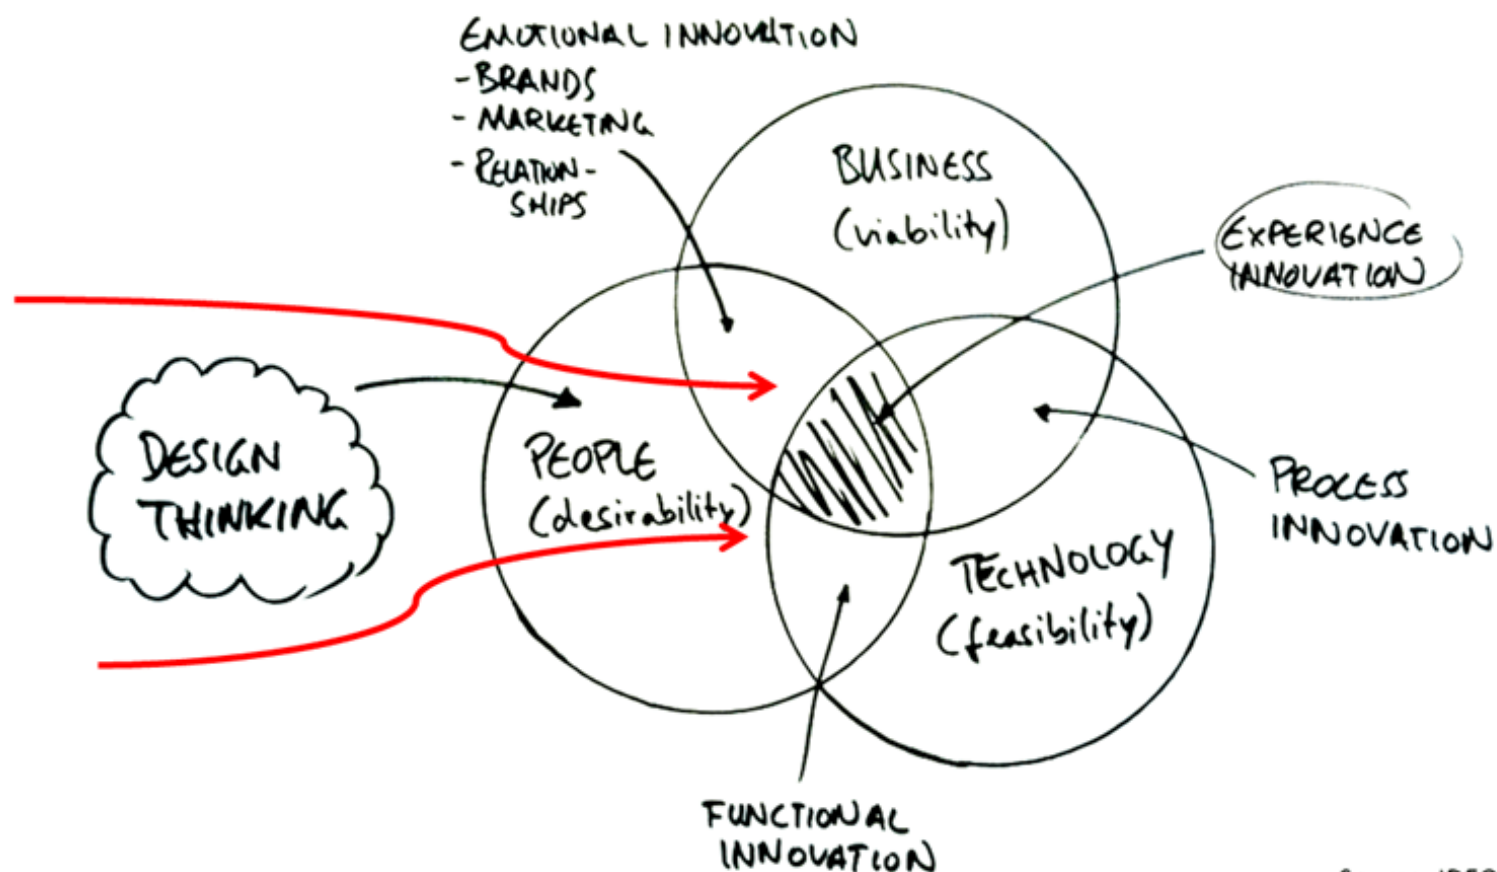 EMOTIONAL INNOVATION
- BRANDS
- MARKETING
- RELATION-
SHIPS
BUSINESS
(viability)
EXPERIENCE
INNOVATION
DESIGN
THINKING
PEOPLE
(desirability)
PROCESS
INNOVATION
TECHNOLOGY
(feasibility)
FUNCTIONAL
INNOVATION